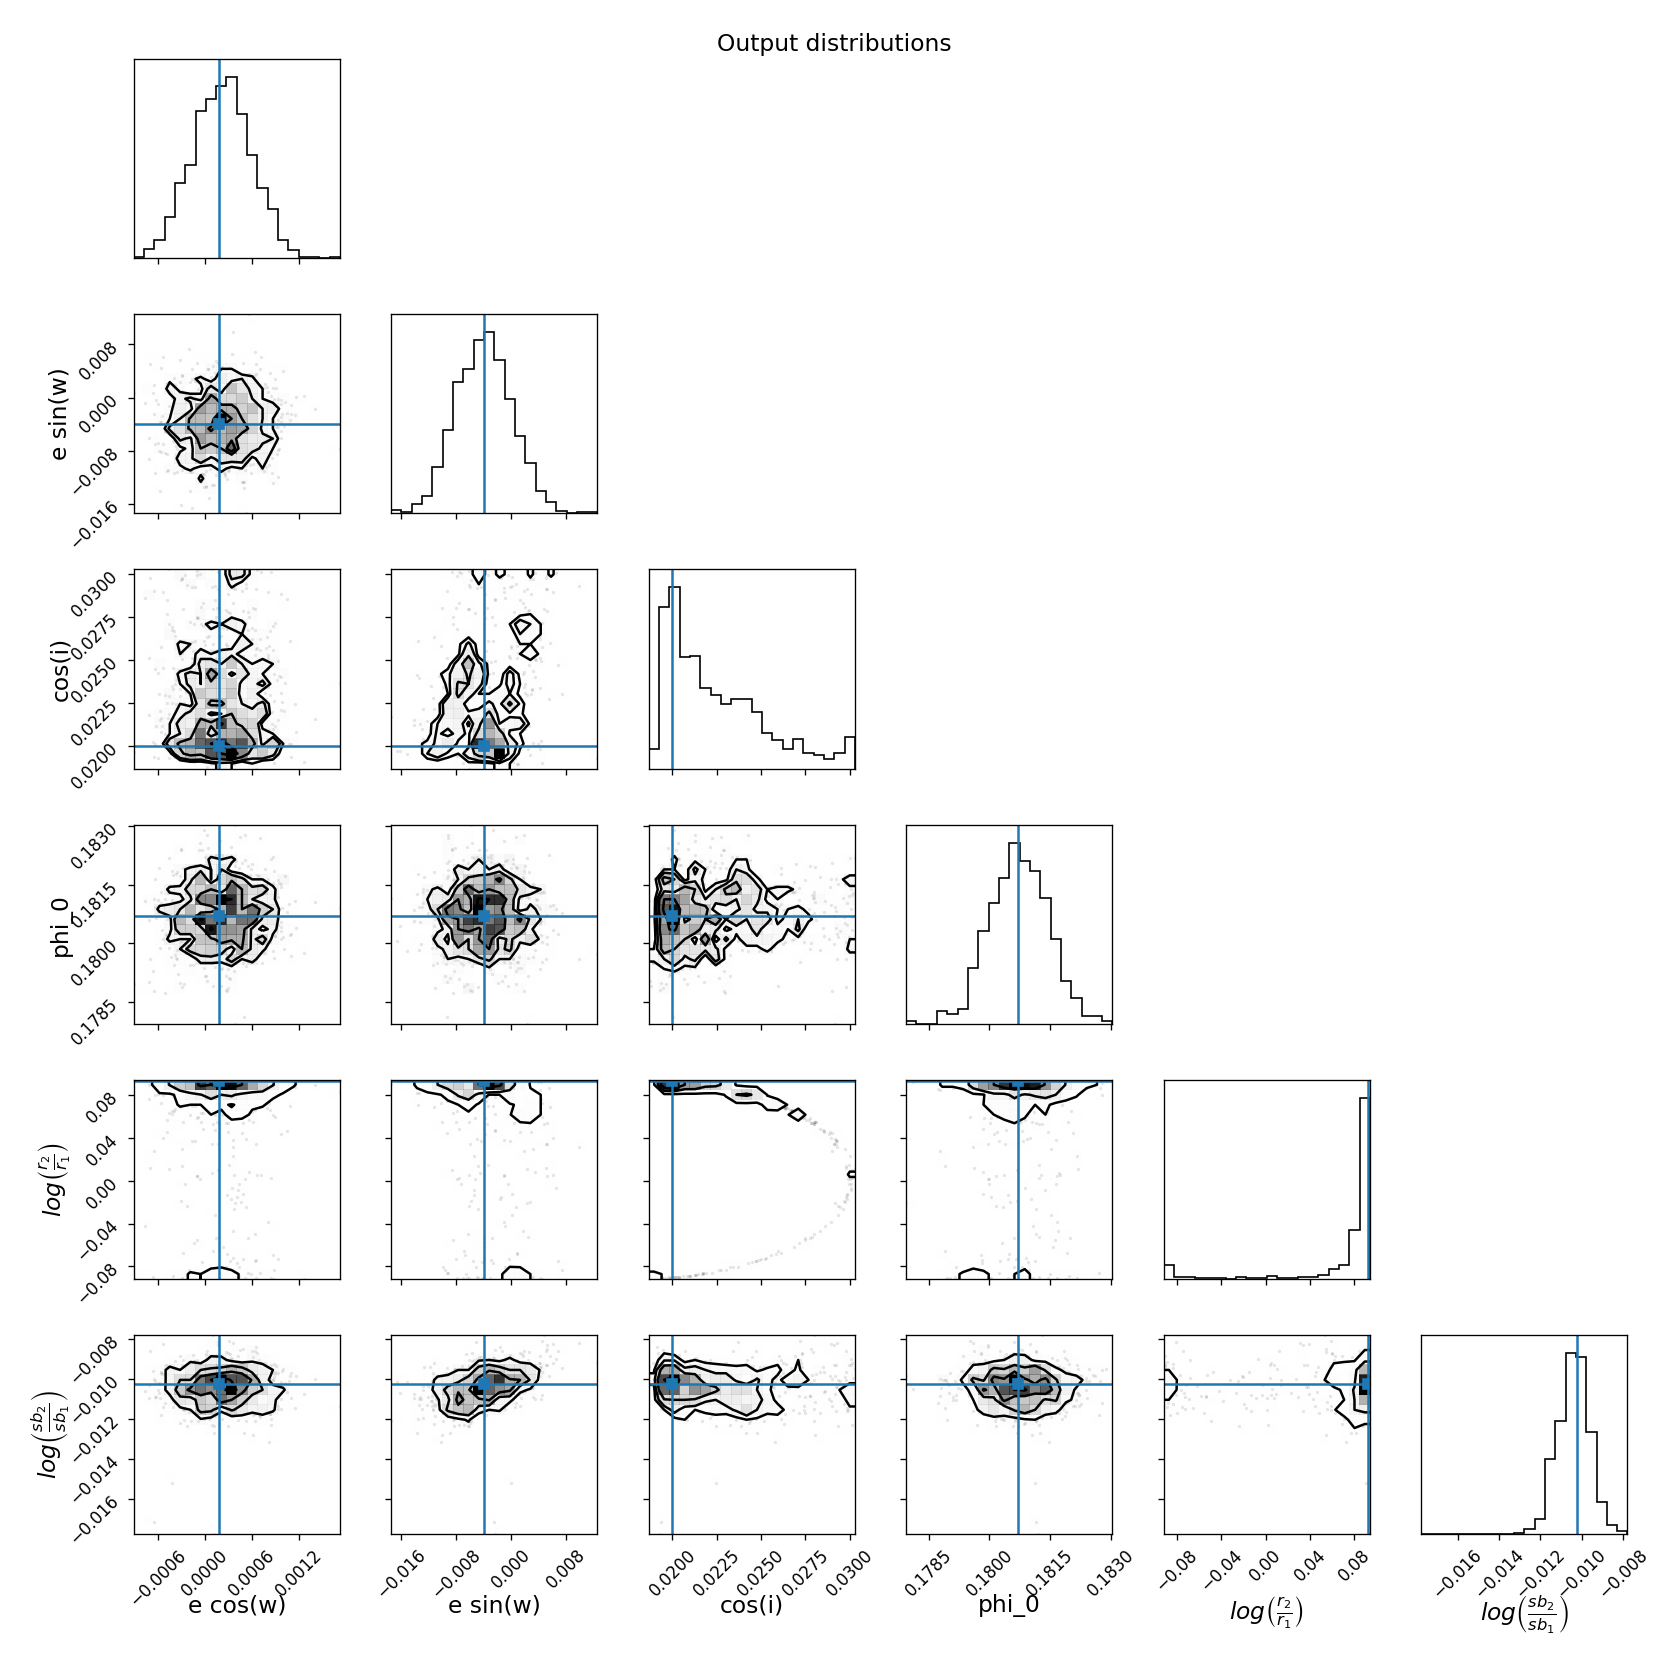 Output distributions
e sin(w)
0.008
0.000
−0.008
−0.016
cos(i)
0.0300
0.0275
0.0250
0.0225
0.0200
phi_0
0.1830
0.1815
0.1800
0.1785
log(r2/r1)
0.08
0.04
0.00
−0.04
−0.08
log(sb2/sb1)
−0.008
−0.010
−0.012
−0.014
−0.016
−0.0006 0.0000 0.0006 0.0012
−0.016 −0.008 0.000 0.008
0.0200 0.0225 0.0250 0.0275 0.0300
0.1785 0.1800 0.1815 0.1830
−0.08 −0.04 0.00 0.04 0.08
−0.016 −0.014 −0.012 −0.010 −0.008
e cos(w)
e sin(w)
cos(i)
phi_0
log(r2/r1)
log(sb2/sb1)